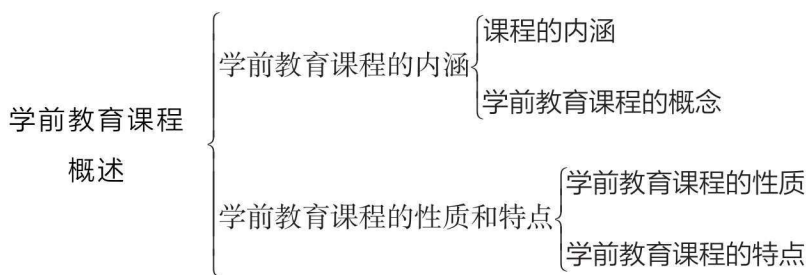 学前教育课程
概述
学前教育课程的内涵
课程的内涵
学前教育课程的概念
学前教育课程的性质和特点
学前教育课程的性质
学前教育课程的特点